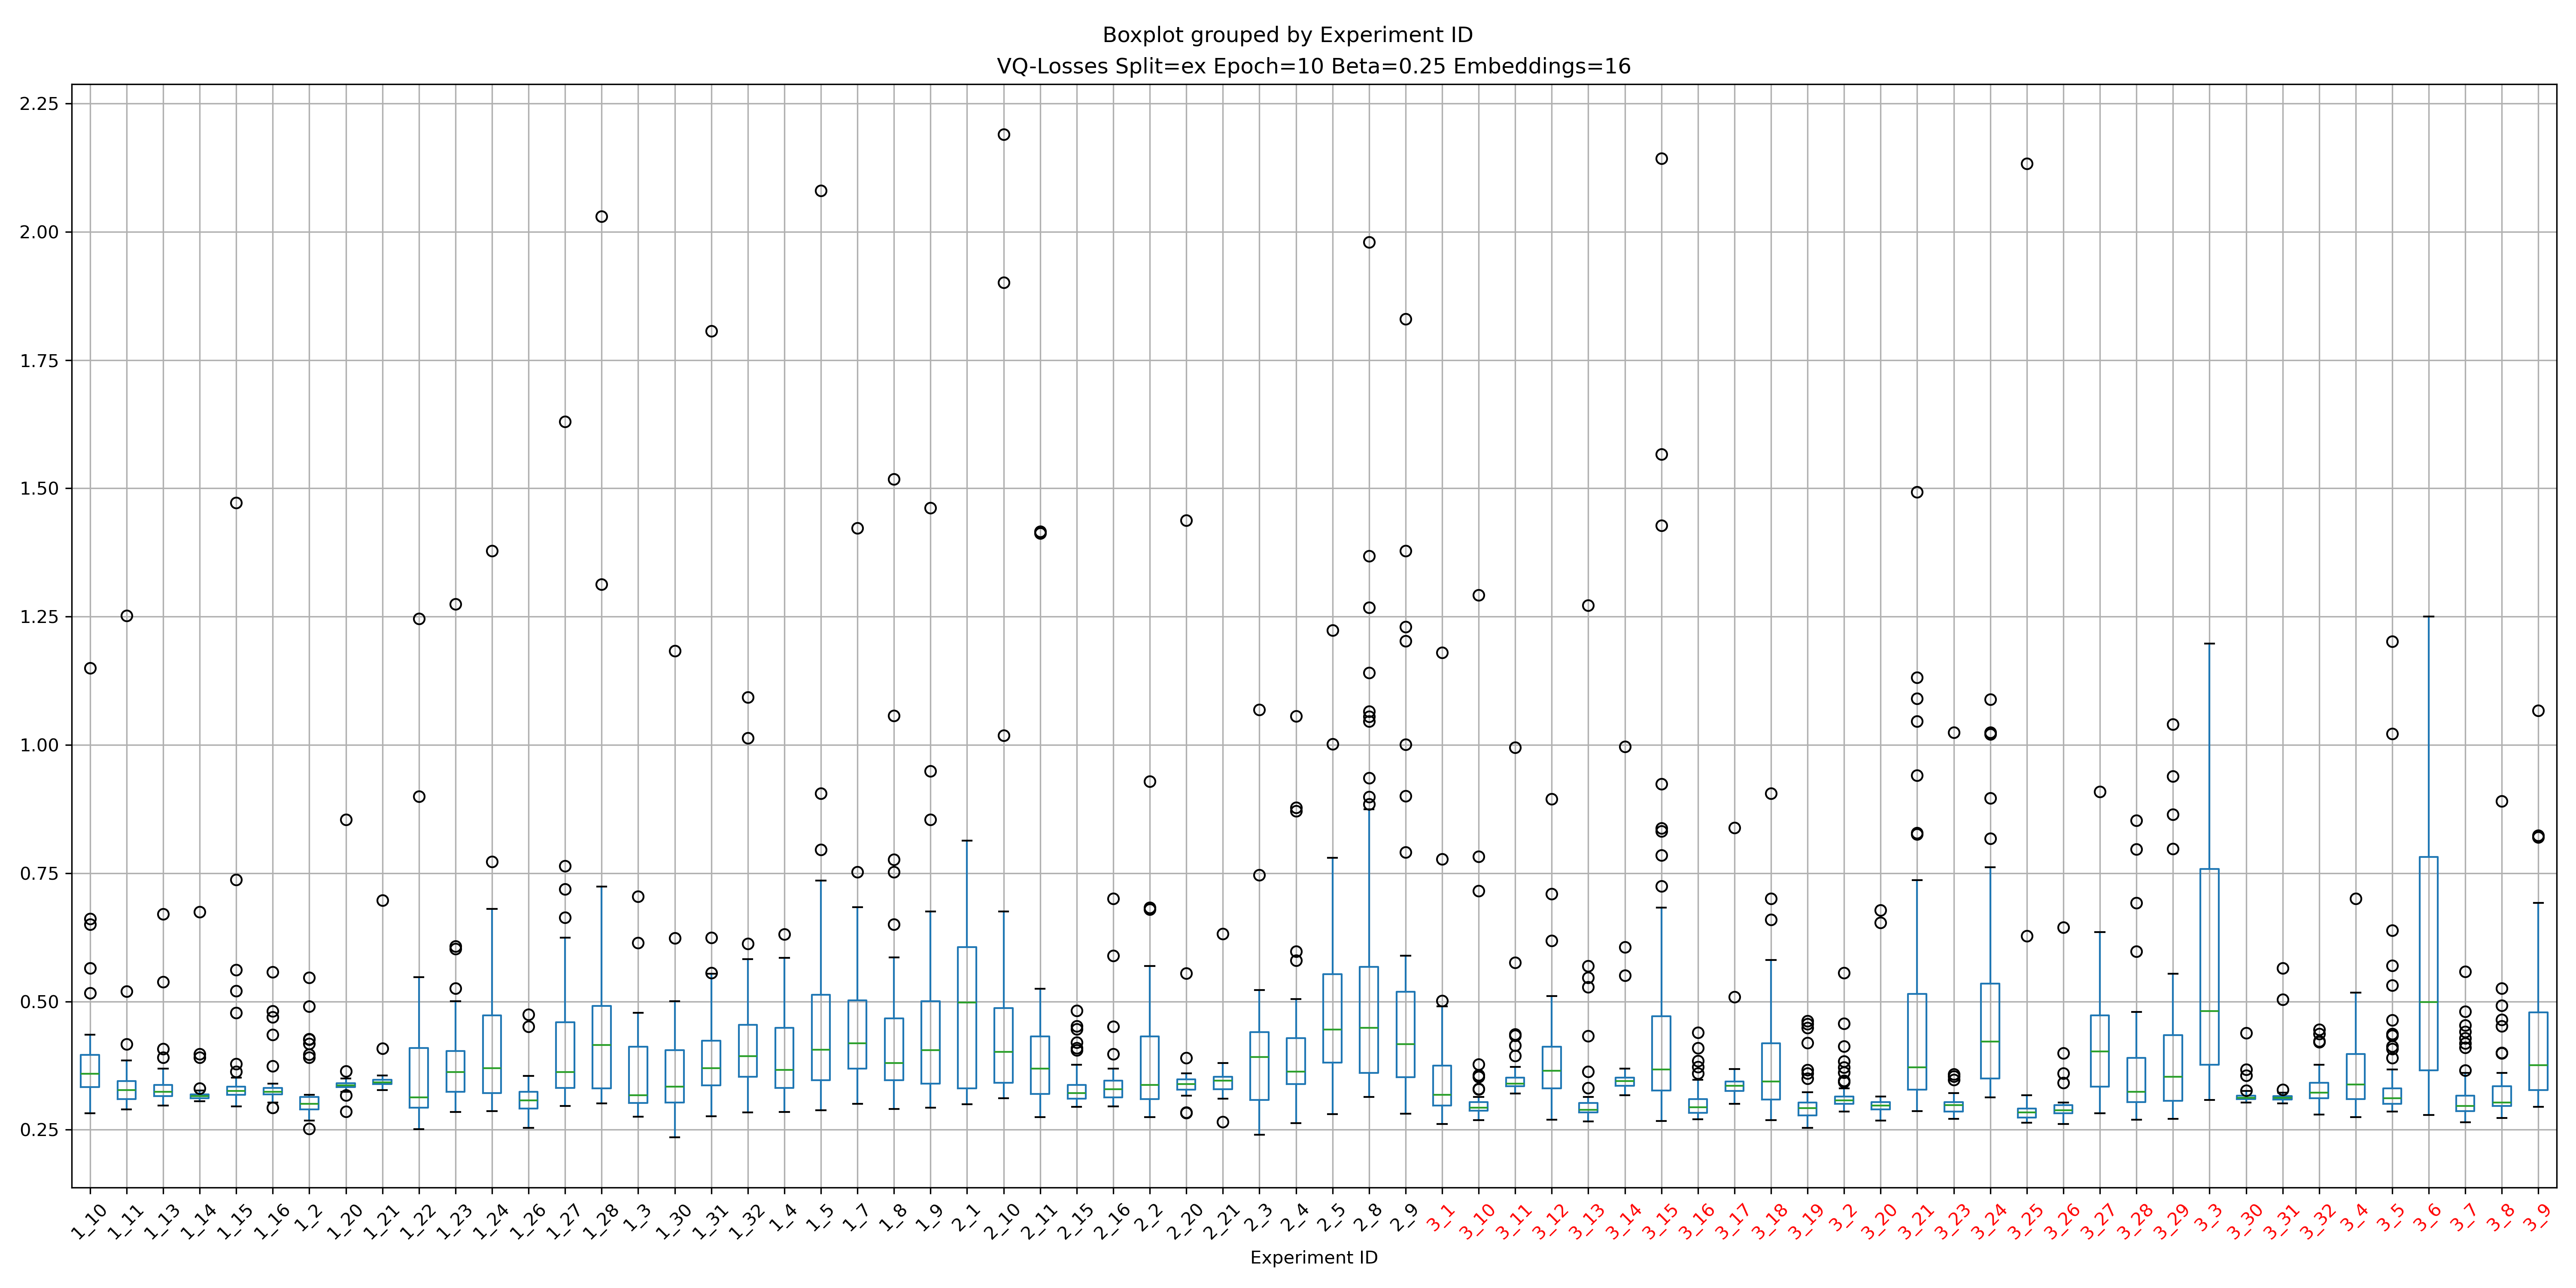 Boxplot grouped by Experiment ID
VQ-Losses Split=ex Epoch=10 Beta=0.25 Embeddings=16
2.25
2.00
1.75
1.50
1.25
1.00
0.75
0.50
0.25
1_10 1_11 1_13 1_14 1_15 1_16 1_2 1_20 1_21 1_22 1_23 1_24 1_26 1_27 1_28 1_3 1_30 1_31 1_32 1_4 1_5 1_7 1_8 1_9 2_1 2_10 2_11 2_15 2_16 2_2 2_20 2_21 2_3 2_4 2_5 2_8 2_9 3_1 3_10 3_11 3_12 3_13 3_14 3_15 3_16 3_17 3_18 3_19 3_2 3_20 3_21 3_23 3_24 3_25 3_26 3_27 3_28 3_29 3_3 3_30 3_31 3_32 3_4 3_5 3_6 3_7 3_8 3_9
Experiment ID